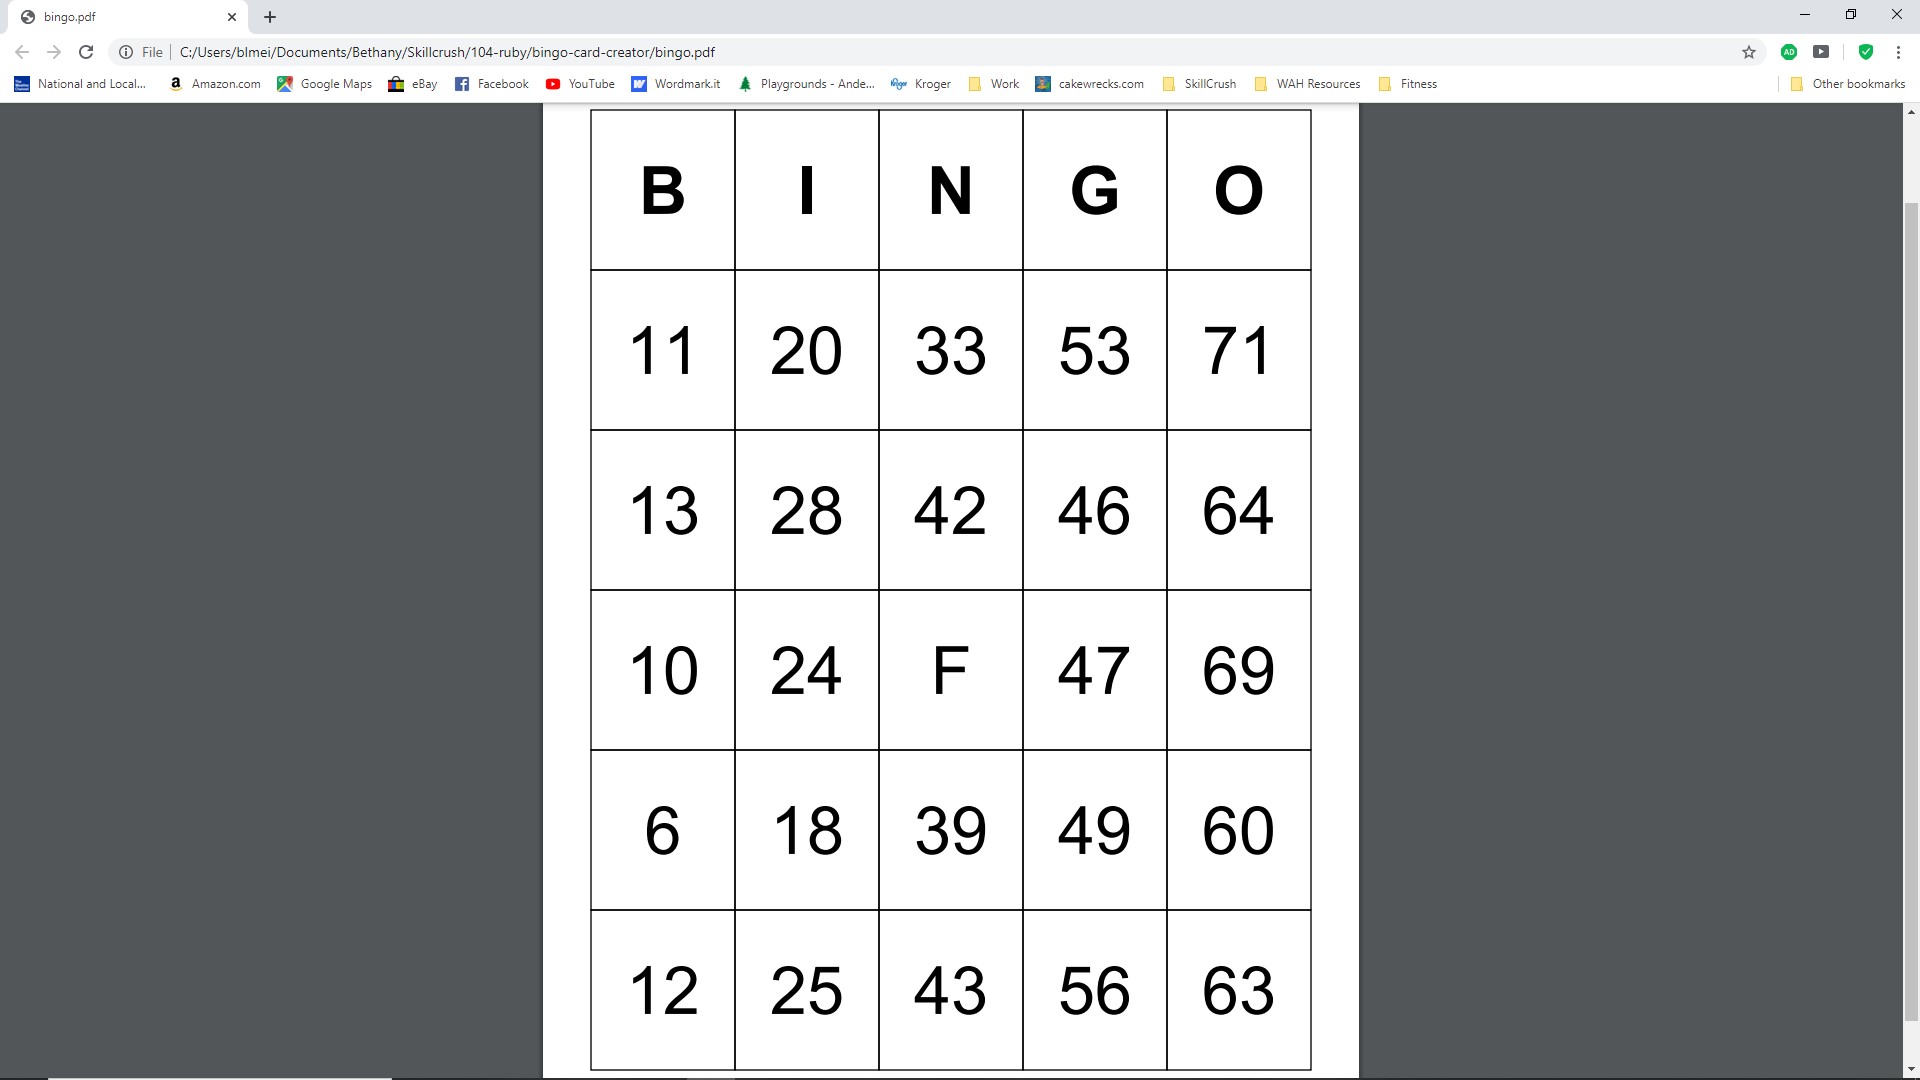 bingo.pdf
File C:/Users/blmei/Documents/Bethany/Skillcrush/104-ruby/bingo-card-creator/bingo.pdf AD
National and Local... Amazon.com Google Maps eBay Facebook YouTube Wordmark.it Playgrounds - Ande... Kroger Work cakewrecks.com SkillCrush WAH Resources Fitness Other bookmarks
B I N G O
11 20 33 53 71
13 28 42 46 64
10 24 F 47 69
6 18 39 49 60
12 25 43 56 63